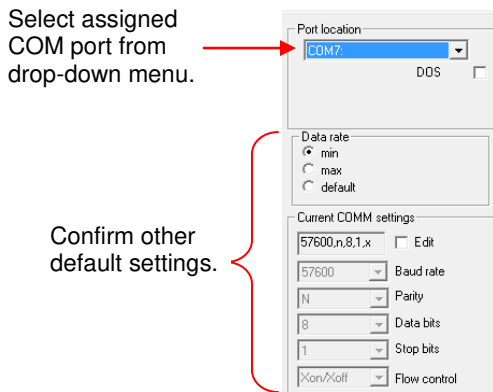 Select assigned
COM port from
drop-down menu.
Port location
COM7:
DOS
Data rate
min
max
default
Confirm other
default settings.
Current COMM settings
57600,n,8,1,x Edit
57600 Baud rate
N Parity
8 Data bits
1 Stop bits
Xon/Xoff Flow control